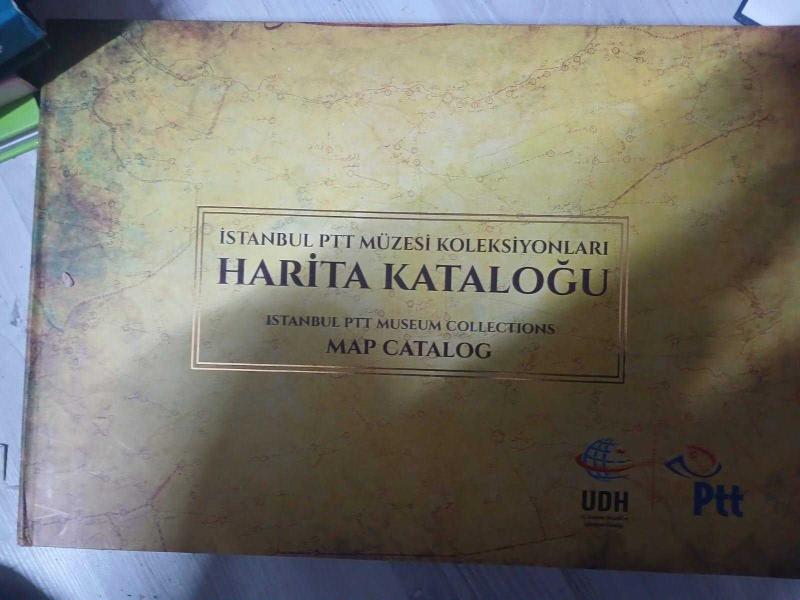 İSTANBUL PTT MÜZESİ KOLEKSİYONLARI
HARİTA KATALOĞU
ISTANBUL PTT MUSEUM COLLECTIONS
MAP CATALOG
UDH
Ptt